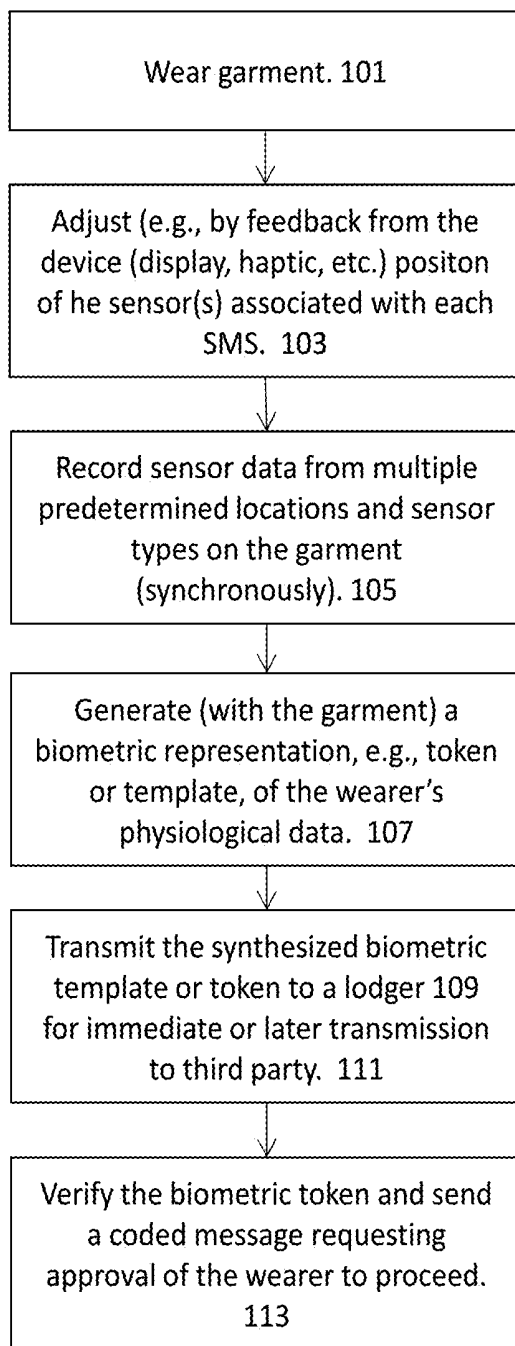 Wear garment. 101
Adjust (e.g., by feedback from the
device (display, haptic, etc.) positon
of he sensor(s) associated with each
SMS. 103
Record sensor data from multiple
predetermined locations and sensor
types on the garment
(synchronously). 105
Generate (with the garment) a
biometric representation, e.g., token
or template, of the wearer's
physiological data. 107
Transmit the synthesized biometric
template or token to a lodger 109
for immediate or later transmission
to third party. 111
Verify the biometric token and send
a coded message requesting
approval of the wearer to proceed.
113